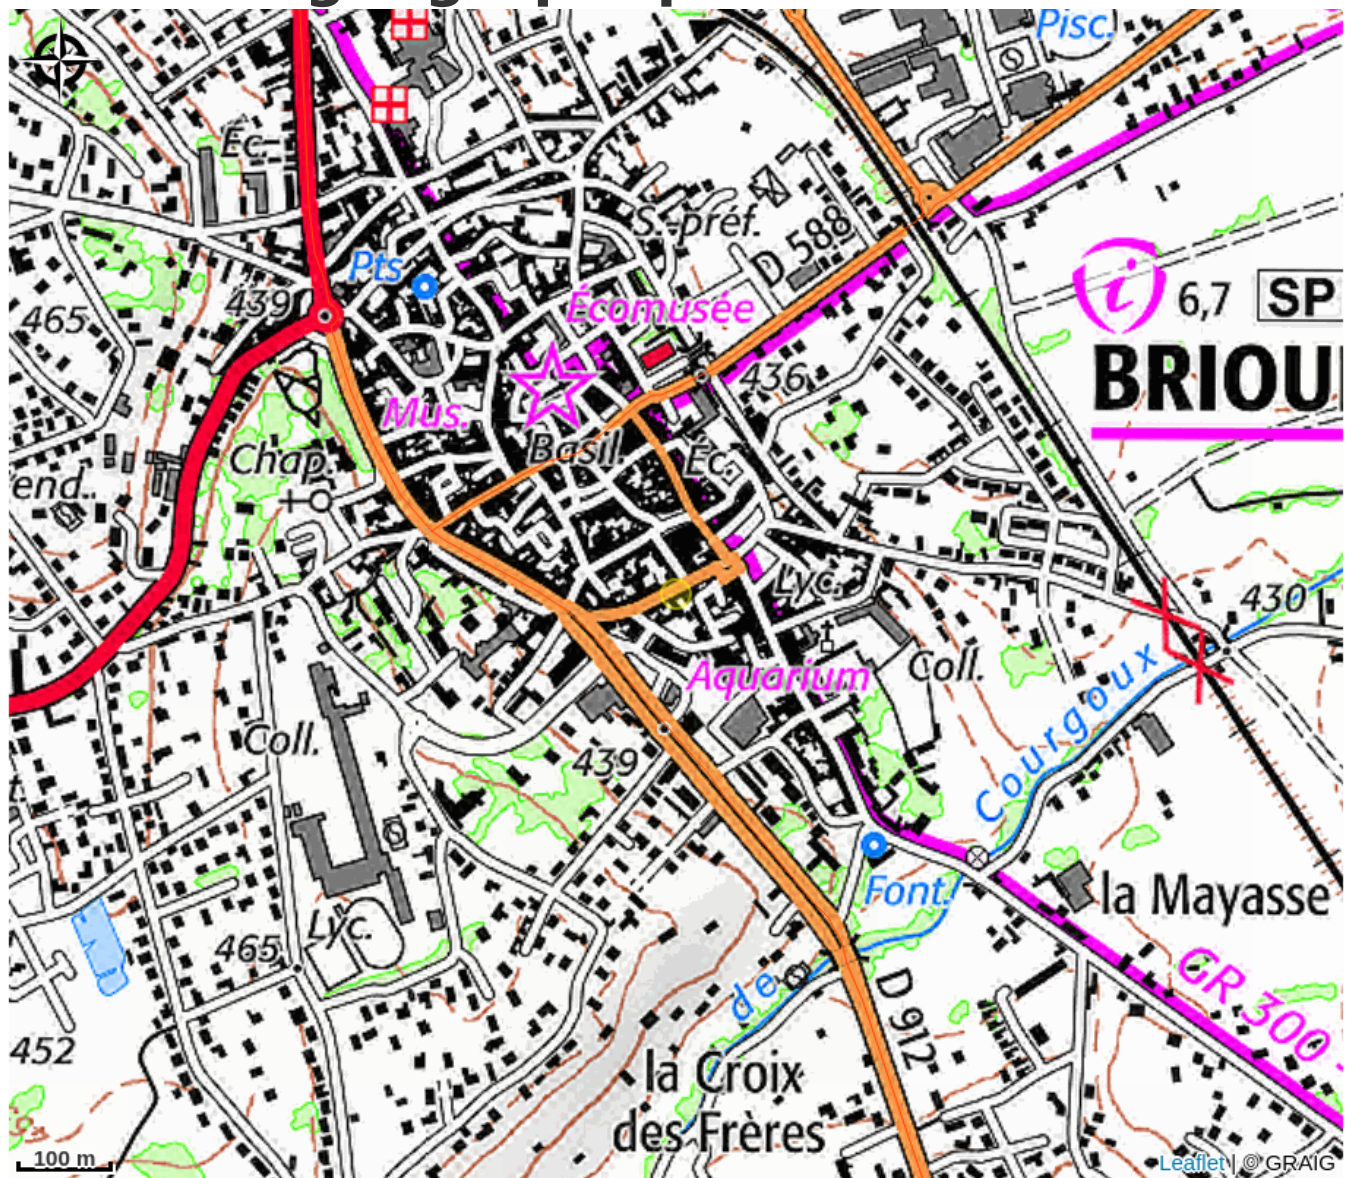 Pisc.
Éc.
S.-préf.
D 588
Pts
439
465
Écomusée
6,7
SP
BRIOU
436
Mus.
Basil.
Éc.
Chap.
end.
Lyc.
430
Coll.
Aquarium
Coll.
439
Courgoux
Font.
la Mayasse
Lyc.
465
GR 300
de
D 912
452
la Croix
des Frères
100 m
Leaflet | © GRAIG